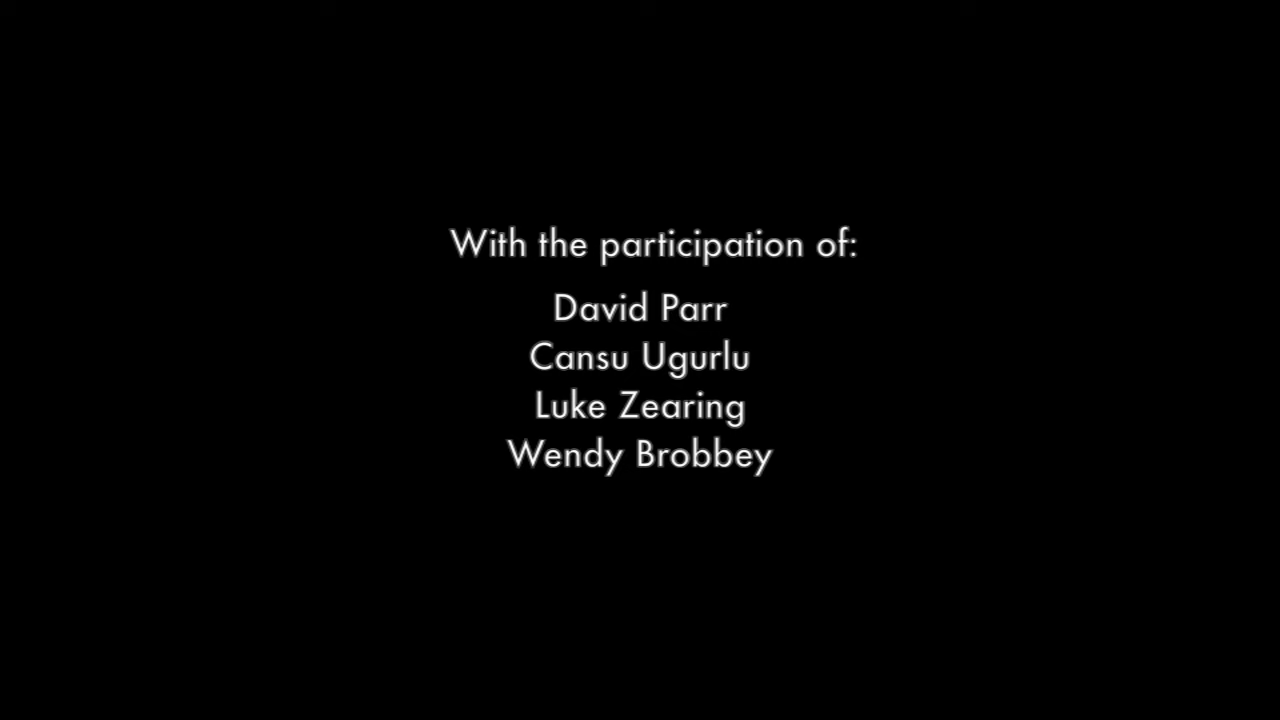 With the participation of:
David Parr
Cansu Ugurlu
Luke Zearing
Wendy Brobbey